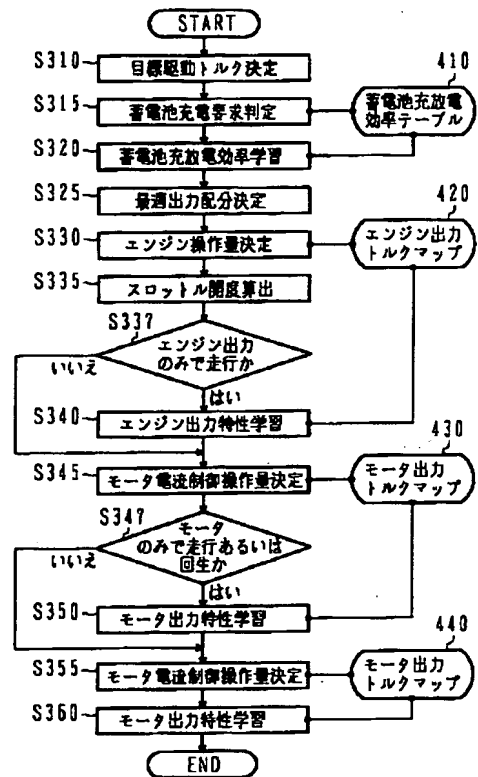 START
S310
目標駆動トルク決定
410
S315
蓄電池充電要求判定
蓄電池充放電
効率テーブル
S320
蓄電池充放電効率学習
S325
最適出力配分決定
420
S330
エンジン操作量決定
エンジン出力
トルクマップ
S335
スロットル開度算出
S337
エンジン出力
のみで走行か
いいえ
はい
S340
エンジン出力特性学習
430
S345
モータ電流制御操作量決定
モータ出力
トルクマップ
S347
モータ
のみで走行あるいは
回生か
いいえ
はい
S350
モータ出力特性学習
440
S355
モータ電流制御操作量決定
モータ出力
トルクマップ
S360
モータ出力特性学習
END